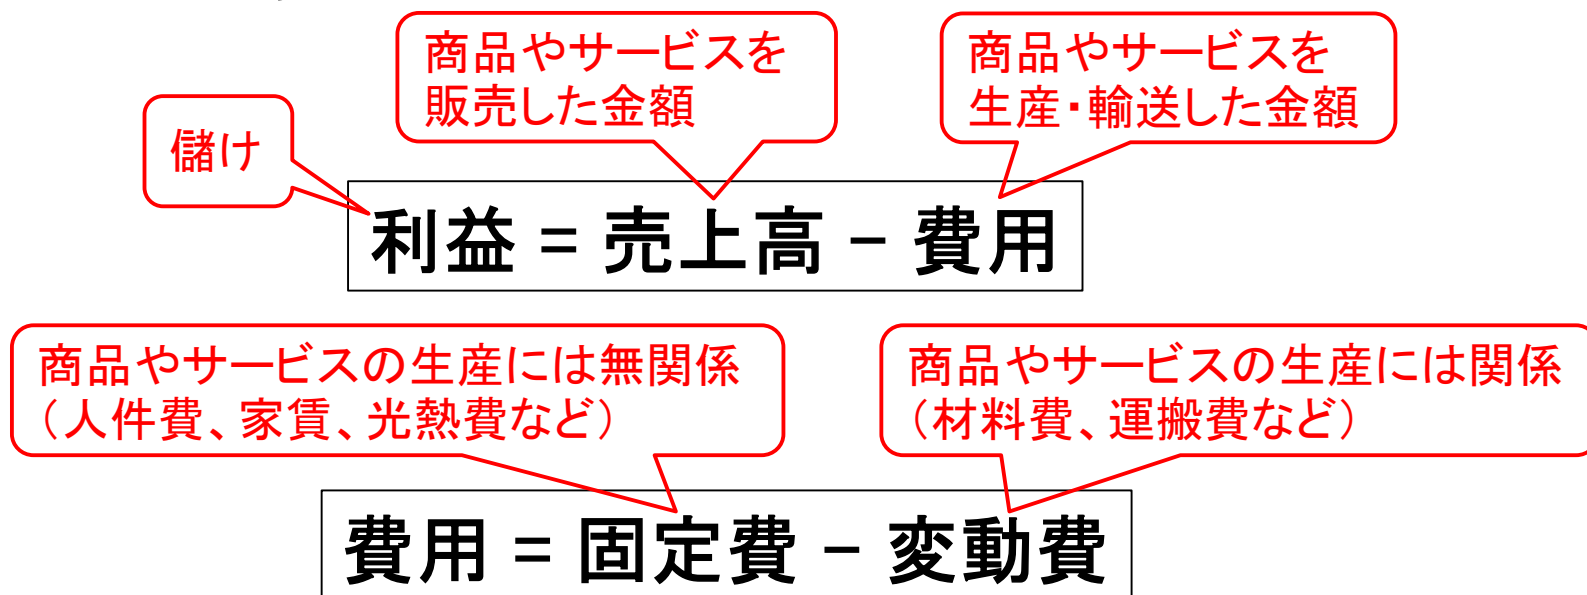 商品やサービスを
販売した金額
商品やサービスを
生産・輸送した金額
儲け
利益 = 売上高 − 費用
商品やサービスの生産には無関係
（人件費、家賃、光熱費など）
商品やサービスの生産には関係
（材料費、運搬費など）
費用 = 固定費 − 変動費